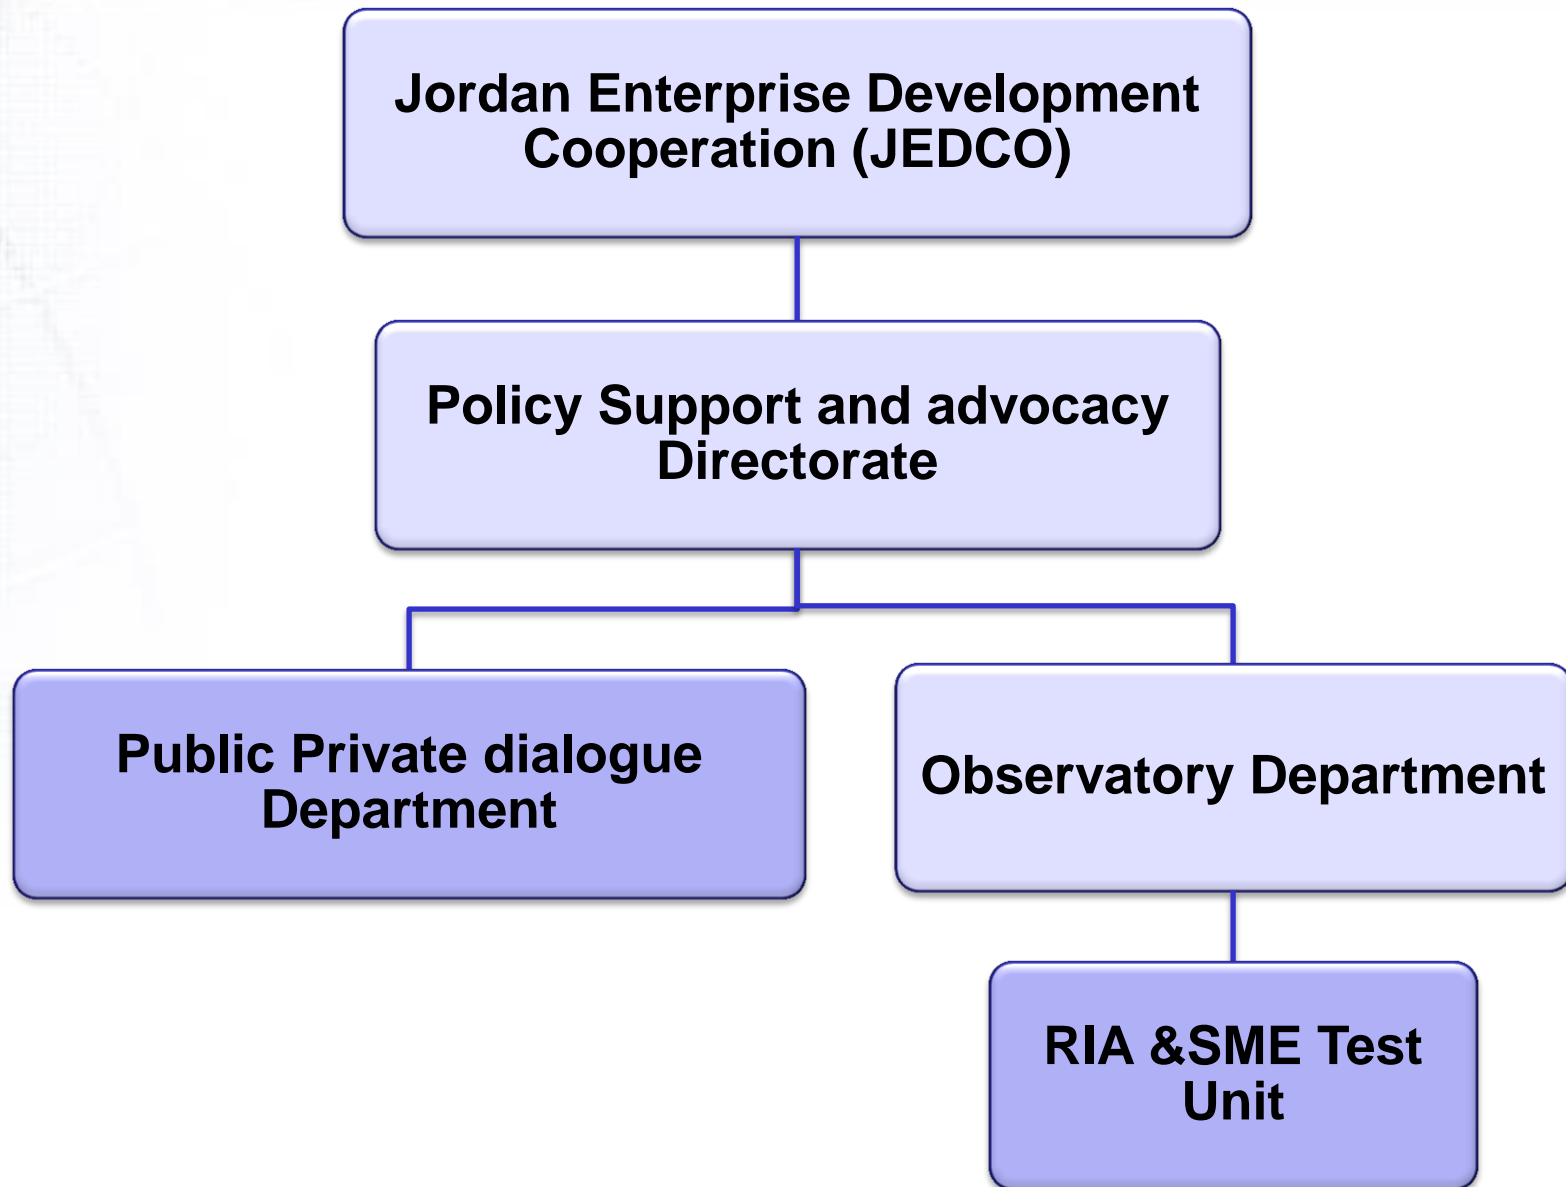 Jordan Enterprise Development
Cooperation (JEDCO)
Policy Support and advocacy
Directorate
Public Private dialogue
Department
Observatory Department
RIA &SME Test
Unit